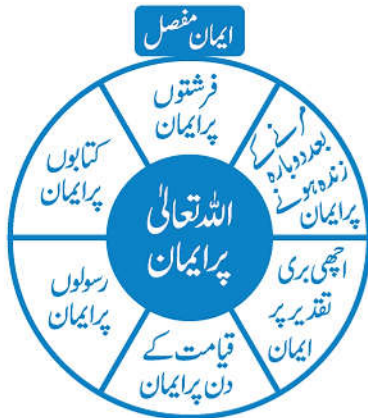 ایمان مفصل
اللہ تعالیٰ
پر ایمان
فرشتوں
پر ایمان
کتابوں
پر ایمان
رسولوں
پر ایمان
قیامت کے
دن پر ایمان
اچھی بری
تقدیر پر
ایمان
مرنے کے
بعد دوبارہ
زندہ ہونے
پر ایمان